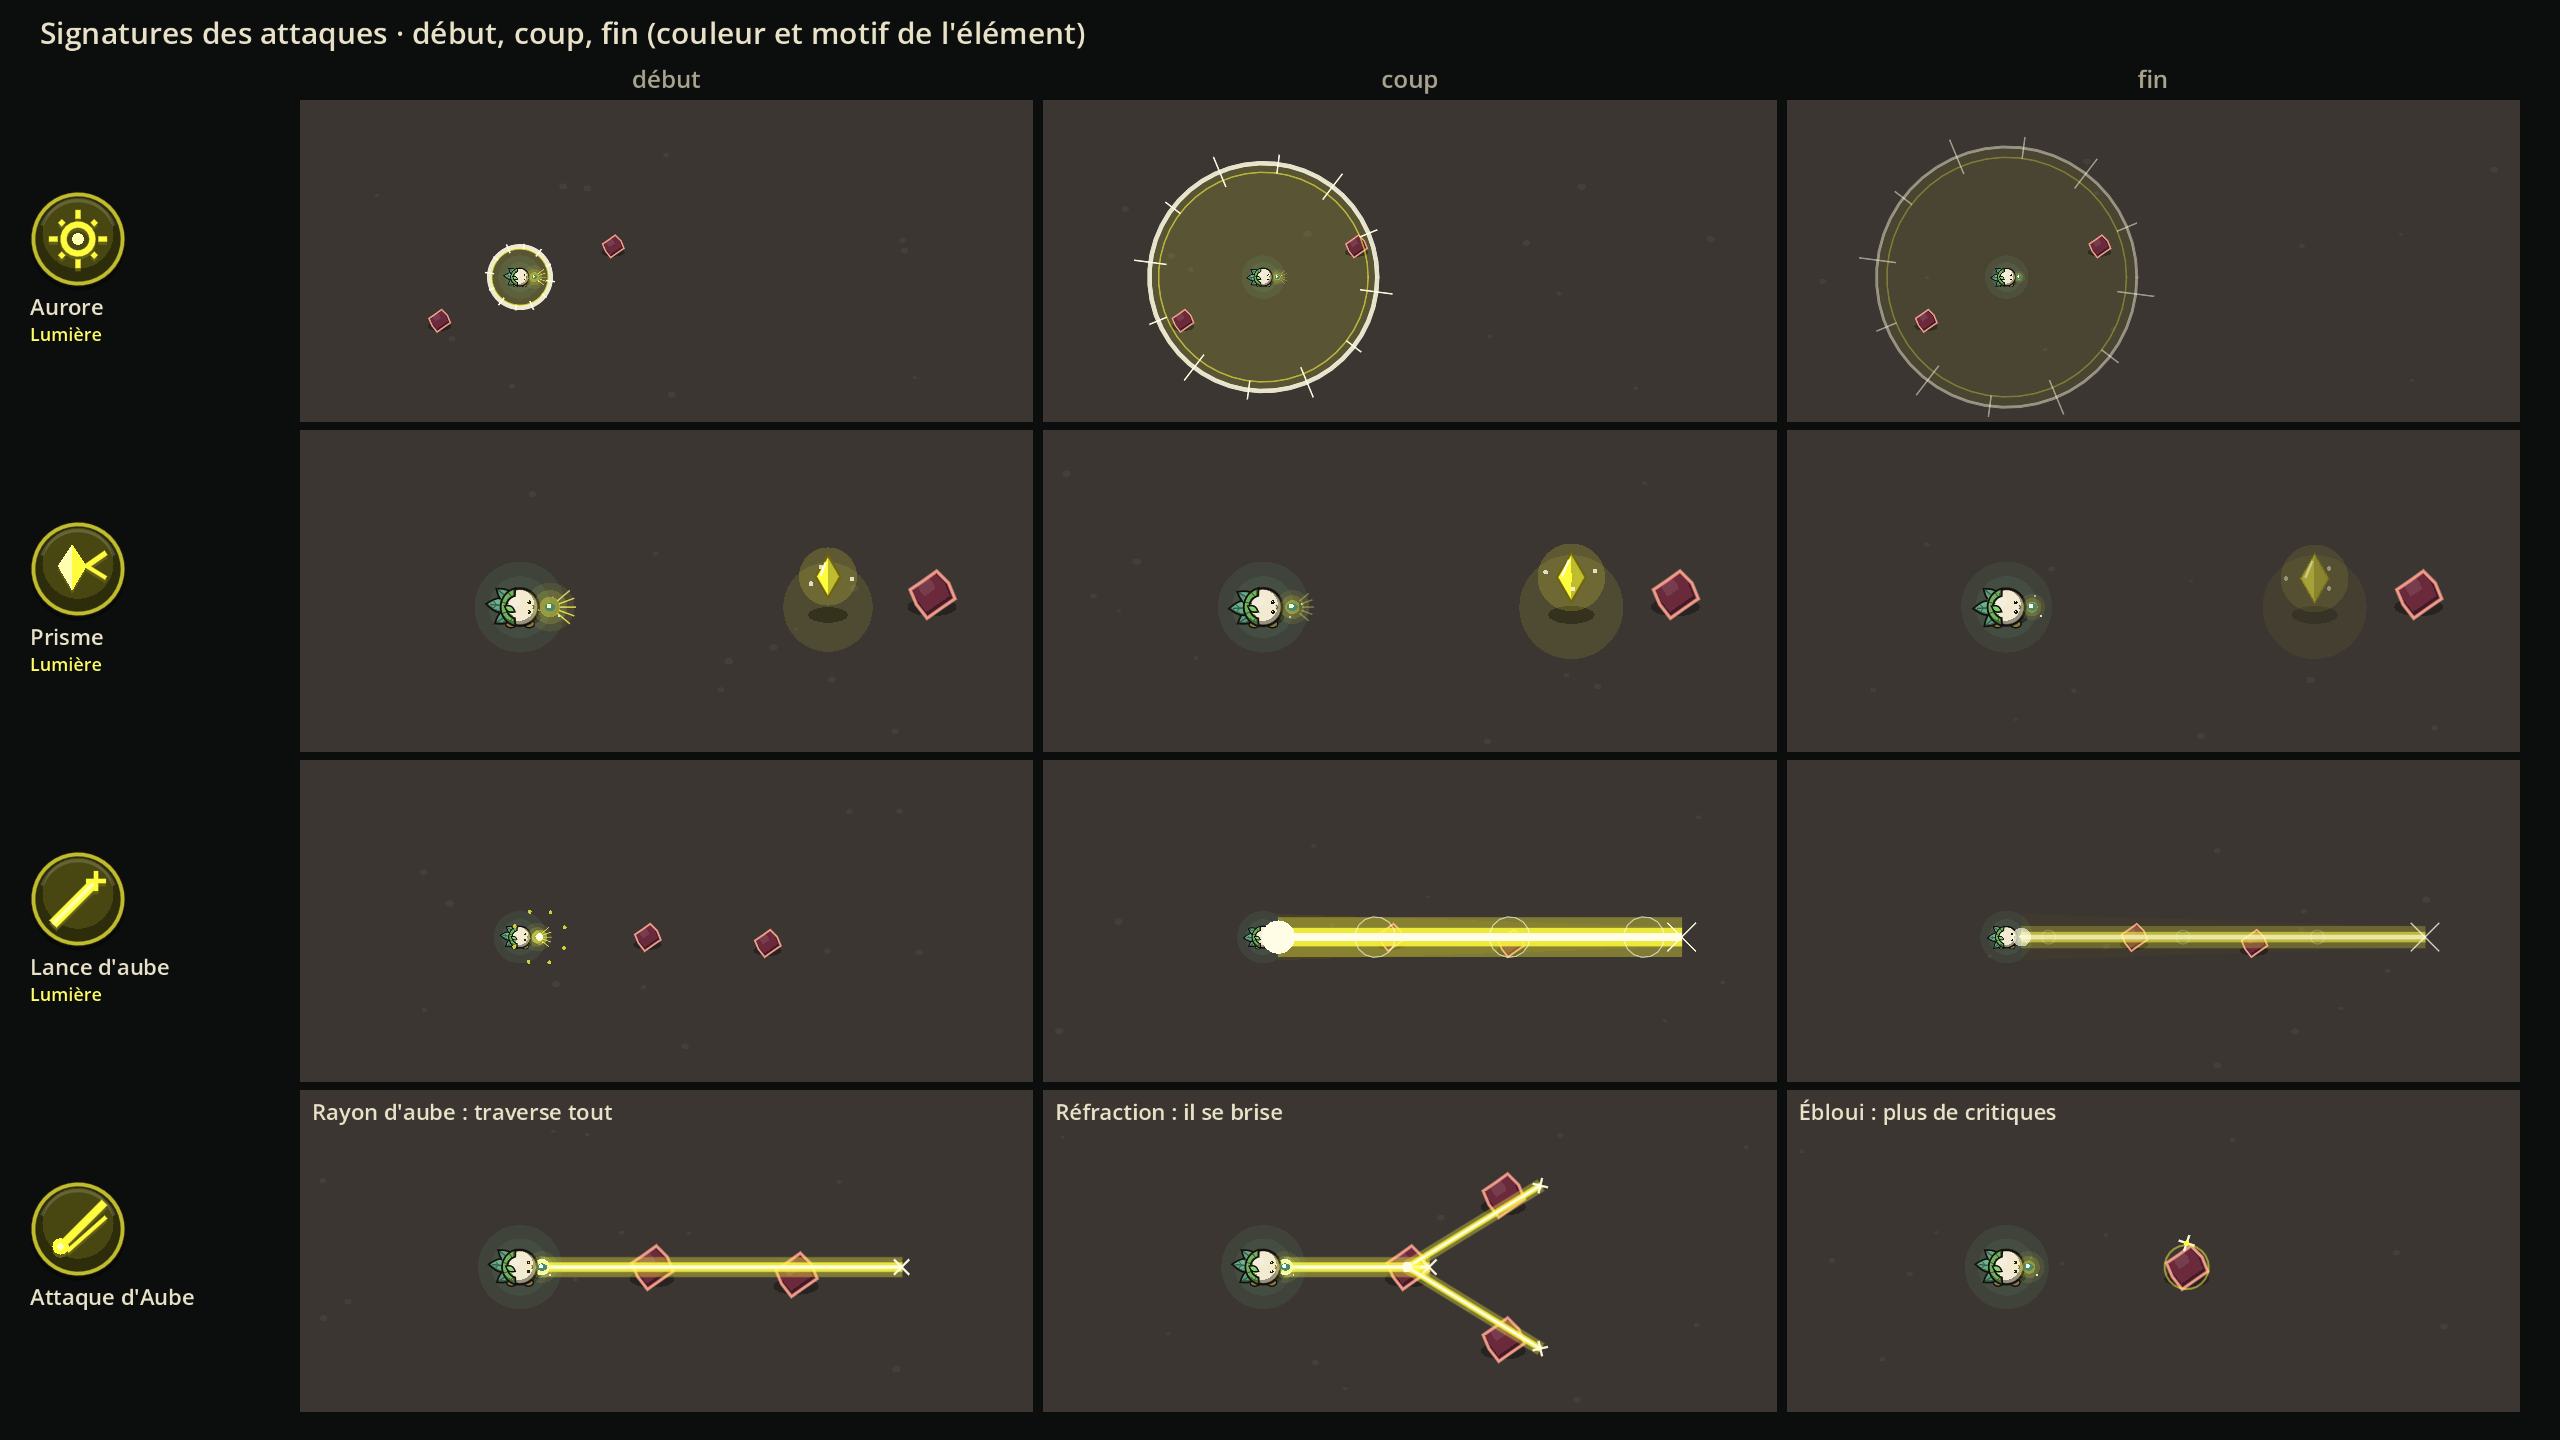 Signatures des attaques · début, coup, fin (couleur et motif de l'élément)
début
coup
fin
Aurore
Lumière
Prisme
Lumière
Lance d'aube
Lumière
Rayon d'aube : traverse tout
Réfraction : il se brise
Ébloui : plus de critiques
Attaque d'Aube